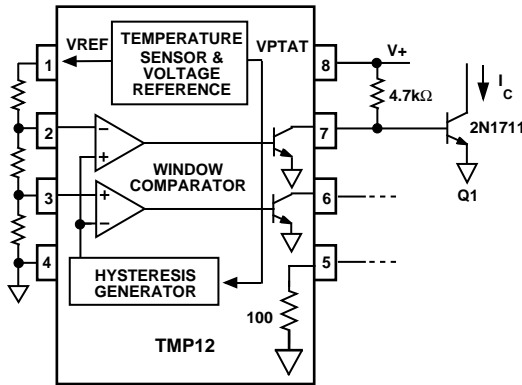 1
VREF
TEMPERATURE
SENSOR &
VOLTAGE
REFERENCE
VPTAT
8
V+
4.7kΩ
I
C
2
−
+
7
2N1711
WINDOW
COMPARATOR
Q1
3
+
−
6
4
5
HYSTERESIS
GENERATOR
100
TMP12